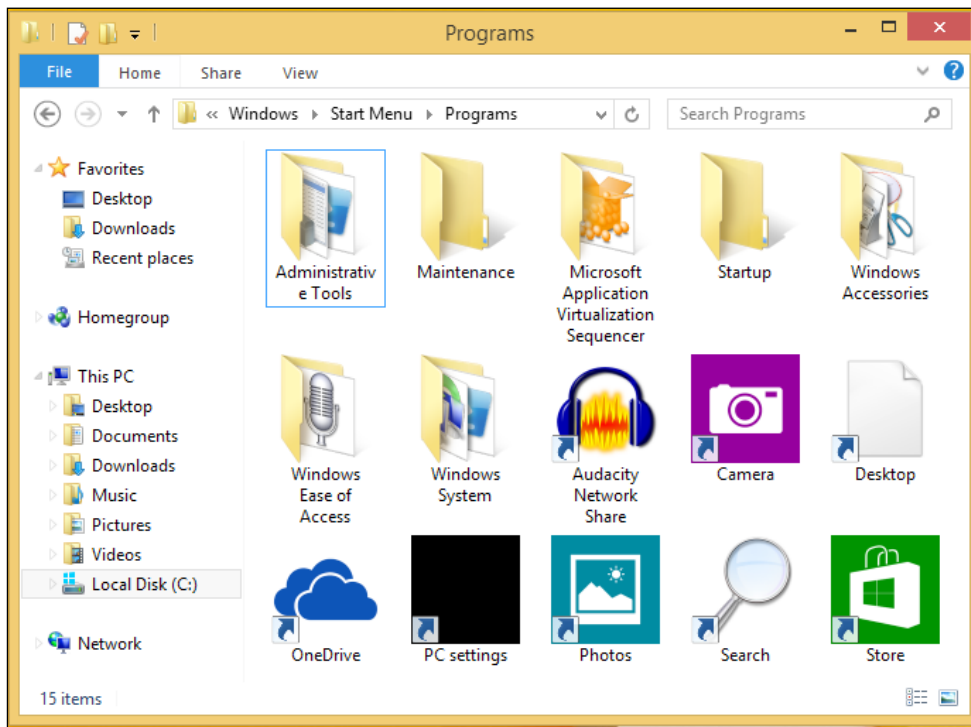 Programs
File Home Share View
« Windows Start Menu Programs
Search Programs
Favorites
Desktop
Downloads
Recent places
Homegroup
This PC
Desktop
Documents
Downloads
Music
Pictures
Videos
Local Disk (C:)
Network
Administrativ
e Tools
Maintenance
Microsoft
Application
Virtualization
Sequencer
Startup
Windows
Accessories
Windows
Ease of
Access
Windows
System
Audacity
Network
Share
Camera
Desktop
OneDrive
PC settings
Photos
Search
Store
15 items